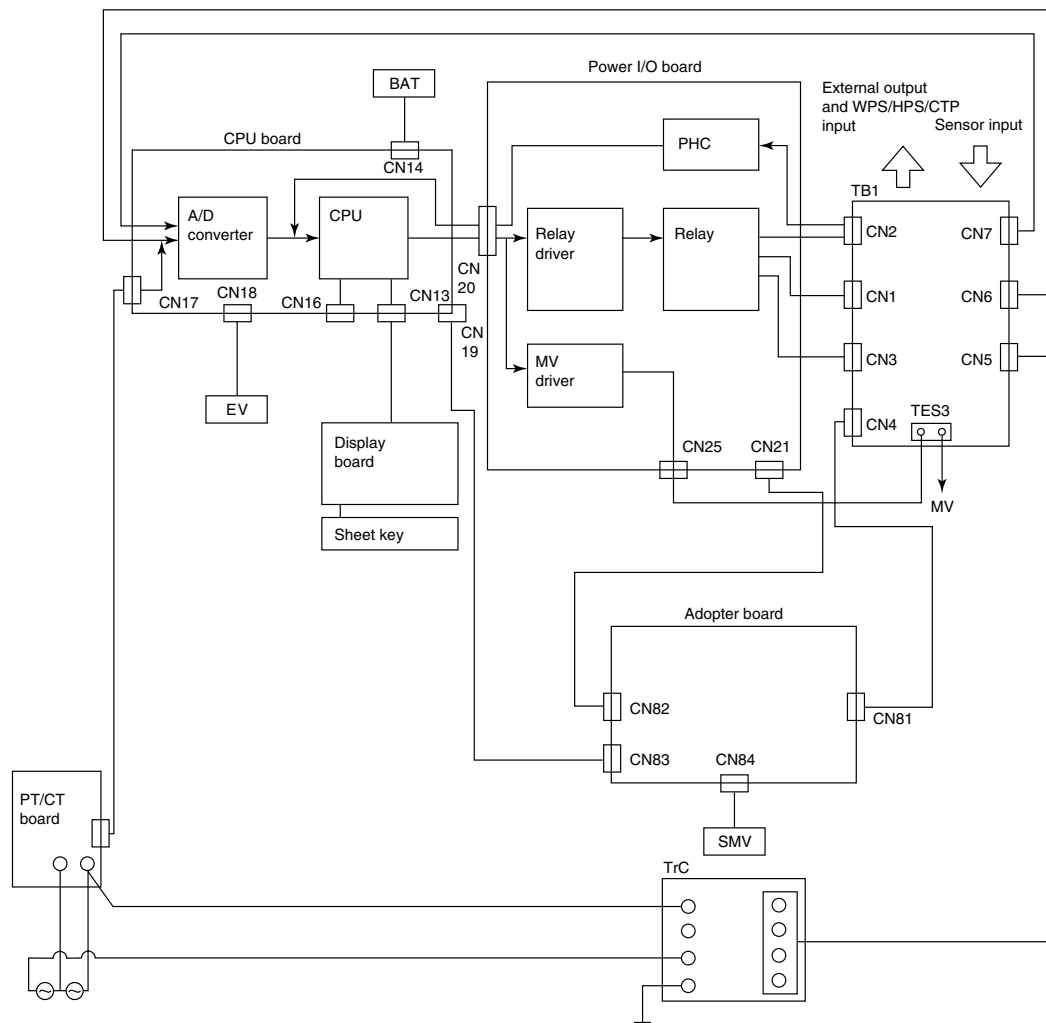 Power I/O board
External output
and WPS/HPS/CTP
input
Sensor input
BAT
CPU board
CN14
PHC
TB1
A/D
converter
CPU
Relay
driver
Relay
CN2
CN7
CN
20
CN17
CN18
CN16
CN13
CN
19
CN1
CN6
MV
driver
CN3
CN5
EV
CN4
TES3
Display
board
CN25
CN21
MV
Sheet key
Adopter board
CN82
CN81
CN83
CN84
PT/CT
board
SMV
TrC